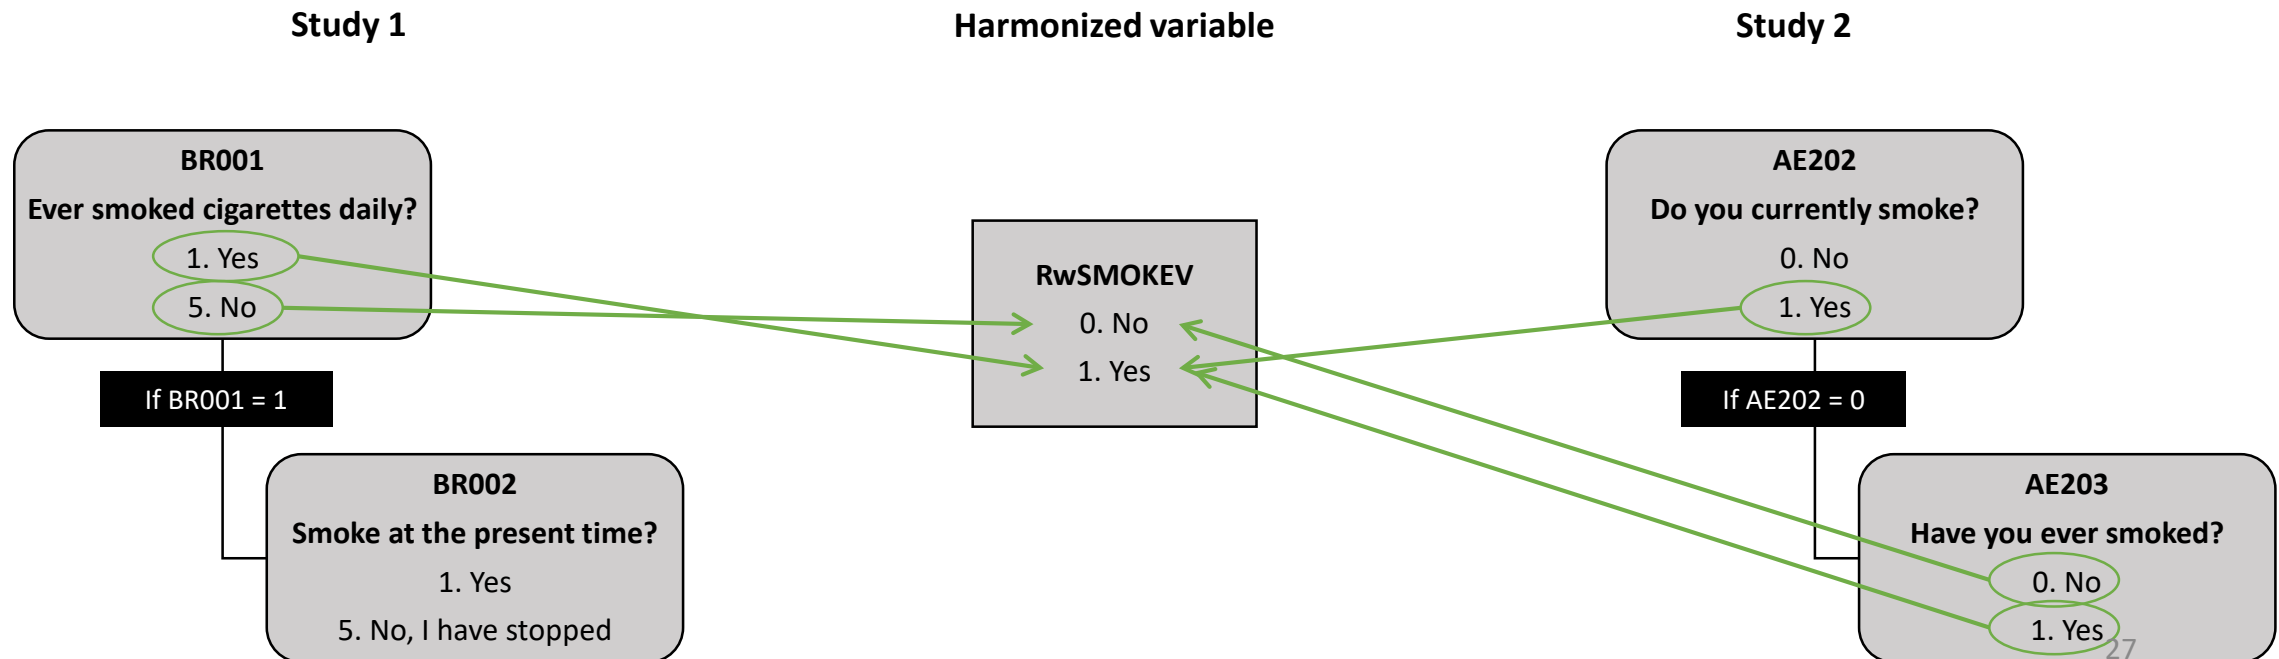 Study 1
Harmonized variable
Study 2
BR001
Ever smoked cigarettes daily?
1. Yes
5. No
If BR001 = 1
BR002
Smoke at the present time?
1. Yes
5. No, I have stopped
RwSMOKEV
0. No
1. Yes
AE202
Do you currently smoke?
0. No
1. Yes
If AE202 = 0
AE203
Have you ever smoked?
0. No
1. Yes
27